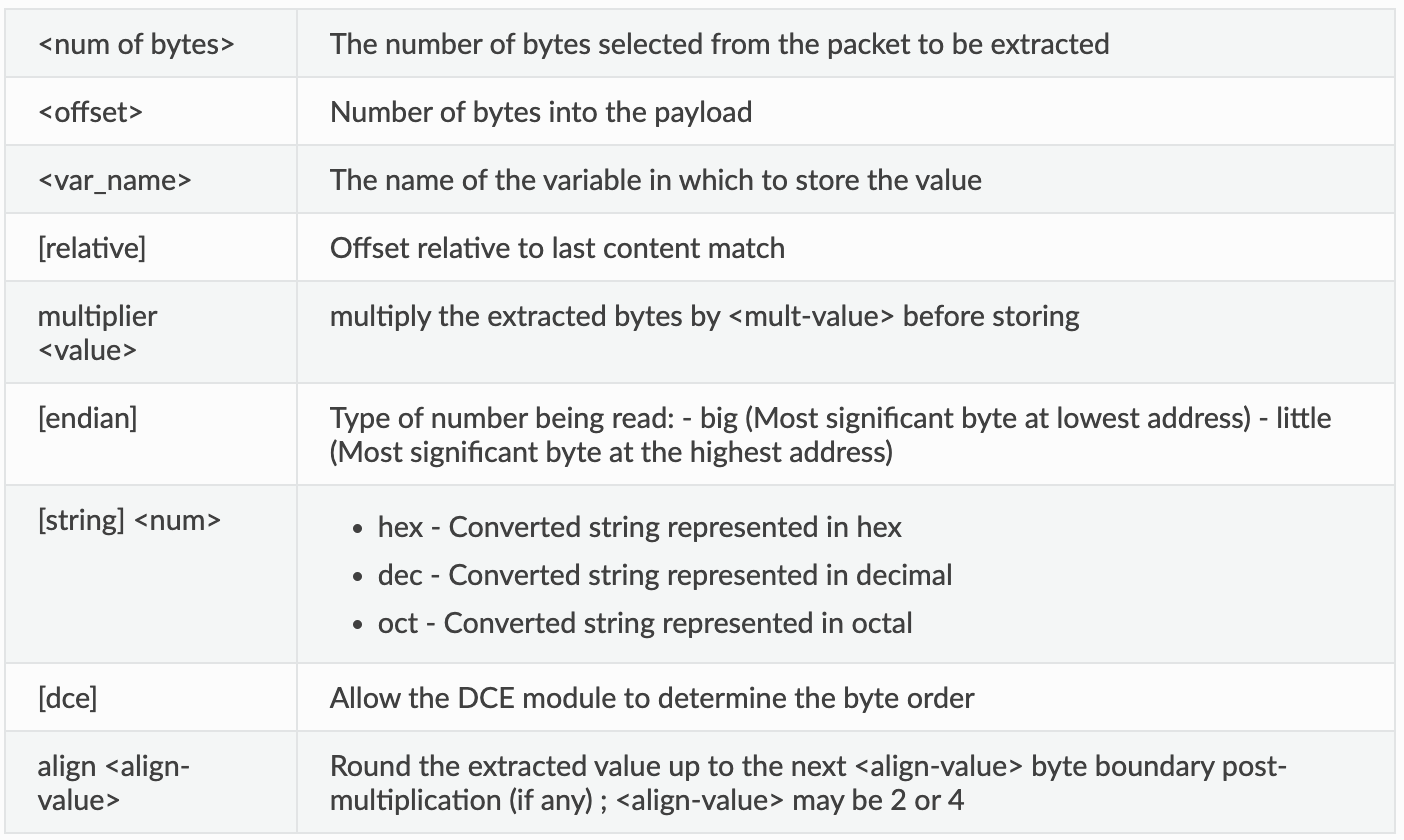 <num of bytes> The number of bytes selected from the packet to be extracted
<offset> Number of bytes into the payload
<var_name> The name of the variable in which to store the value
[relative] Offset relative to last content match
multiplier multiply the extracted bytes by <mult-value> before storing
<value>
[endian] Type of number being read: - big (Most significant byte at lowest address) - little
(Most significant byte at the highest address)
[string] <num> • hex - Converted string represented in hex
• dec - Converted string represented in decimal
• oct - Converted string represented in octal
[dce] Allow the DCE module to determine the byte order
align <align- Round the extracted value up to the next <align-value> byte boundary post-
value> multiplication (if any) ; <align-value> may be 2 or 4